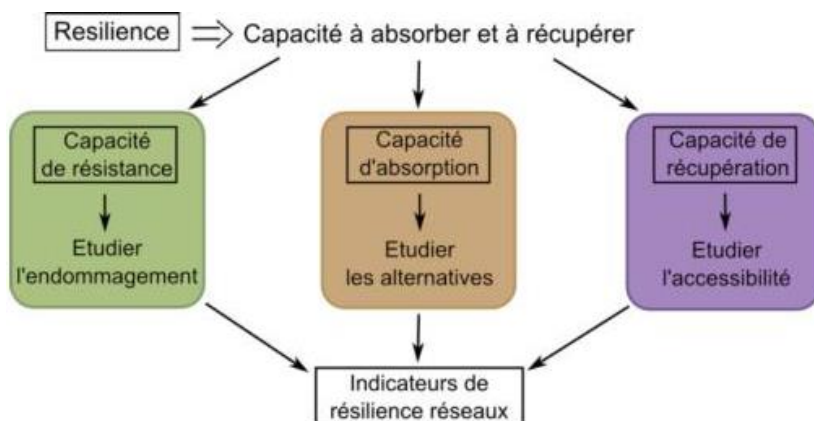 Resilience
Capacité à absorber et à récupérer
Capacité
de résistance
Etudier
l'endommagement
Capacité
d'absorption
Etudier
les alternatives
Capacité de
récupération
Etudier
l'accessibilité
Indicateurs de
résilience réseaux